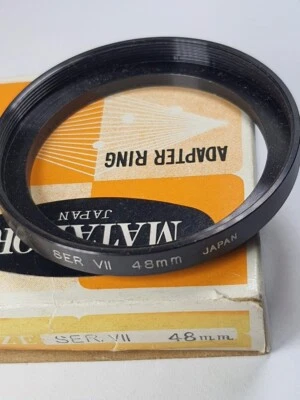 ADAPTER RING
JAPAN
SER VII 48mm JAPAN
SER. VII 48 m m.